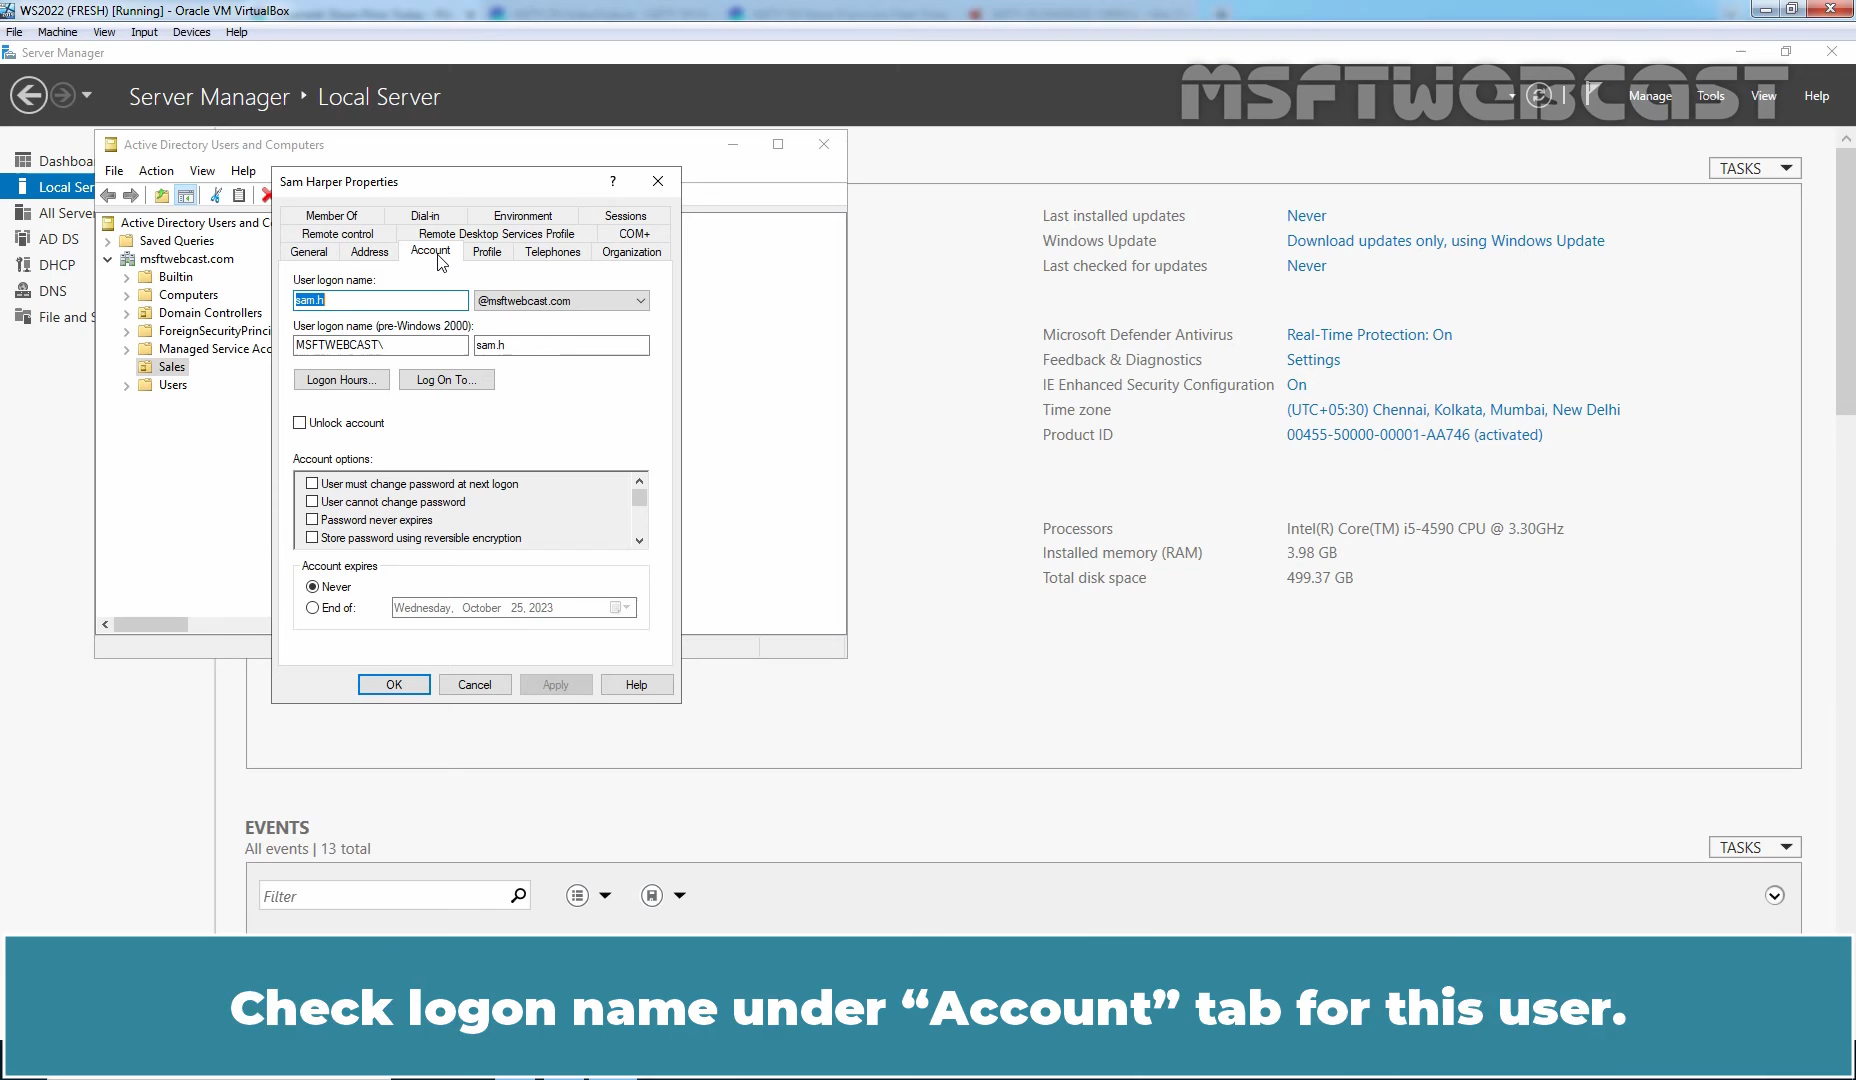 WS2022 (FRESH) [Running] - Oracle VM VirtualBox
File Machine View Input Devices Help
Server Manager
Server Manager ‣ Local Server
MSFTWEBCAST
Manage Tools View Help
Dashboa
Local Ser
All Serve
AD DS
DHCP
DNS
File and S
Active Directory Users and Computers
File Action View Help
Active Directory Users and C
Saved Queries
msftwebcast.com
Builtin
Computers
Domain Controllers
ForeignSecurityPrinci
Managed Service Acc
Sales
Users
Sam Harper Properties
?
Member Of Dial-in Environment Sessions
Remote control Remote Desktop Services Profile COM+
General Address Account Profile Telephones Organization
User logon name:
sam.h @msftwebcast.com
User logon name (pre-Windows 2000):
MSFTWEBCAST\ sam.h
Logon Hours... Log On To...
Unlock account
Account options:
User must change password at next logon
User cannot change password
Password never expires
Store password using reversible encryption
Account expires
Never
End of: Wednesday, October 25, 2023
OK Cancel Apply Help
TASKS
Last installed updates Never
Windows Update Download updates only, using Windows Update
Last checked for updates Never
Microsoft Defender Antivirus Real-Time Protection: On
Feedback & Diagnostics Settings
IE Enhanced Security Configuration On
Time zone (UTC+05:30) Chennai, Kolkata, Mumbai, New Delhi
Product ID 00455-50000-00001-AA746 (activated)
Processors Intel(R) Core(TM) i5-4590 CPU @ 3.30GHz
Installed memory (RAM) 3.98 GB
Total disk space 499.37 GB
EVENTS
All events | 13 total
TASKS
Filter
Check logon name under “Account” tab for this user.